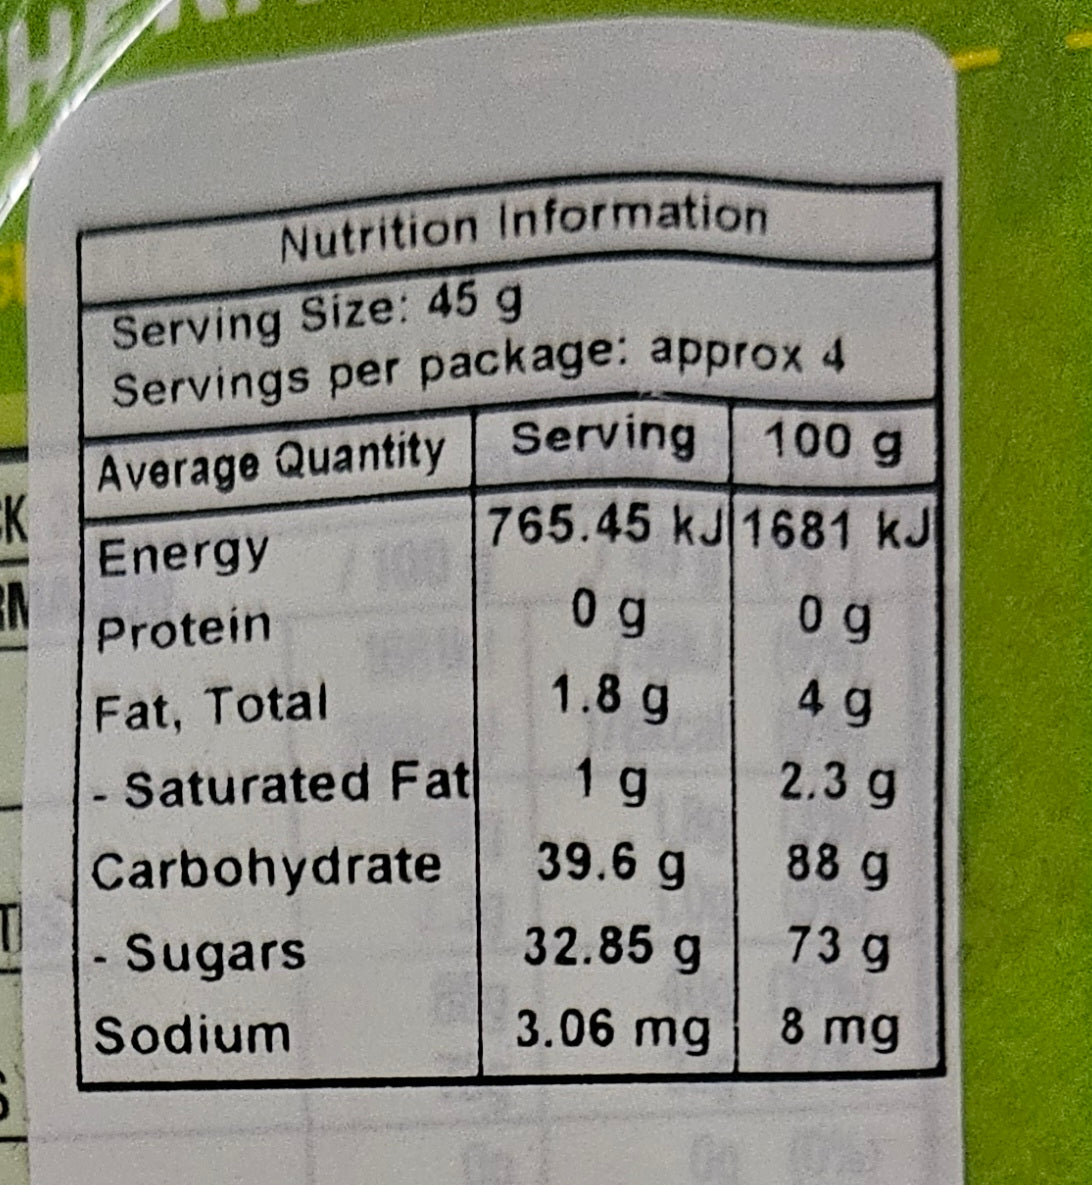 Nutrition Information
Serving Size: 45 g
Servings per package: approx 4
Average Quantity Serving 100 g
Energy 765.45 kJ 1681 kJ
Protein 0 g 0 g
Fat, Total 1.8 g 4 g
- Saturated Fat 1 g 2.3 g
Carbohydrate 39.6 g 88 g
- Sugars 32.85 g 73 g
Sodium 3.06 mg 8 mg